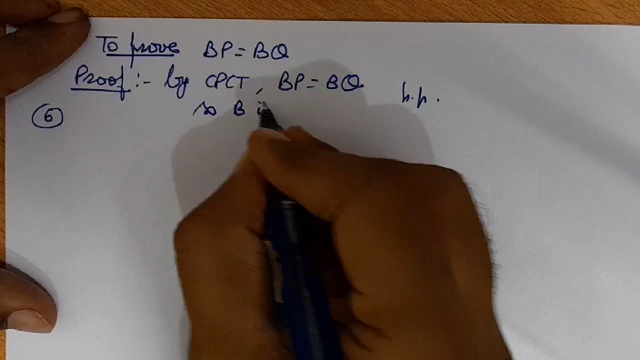 To prove BP = BQ
Proof :- by CPCT, BP = BQ h.p.
⑥ so B i